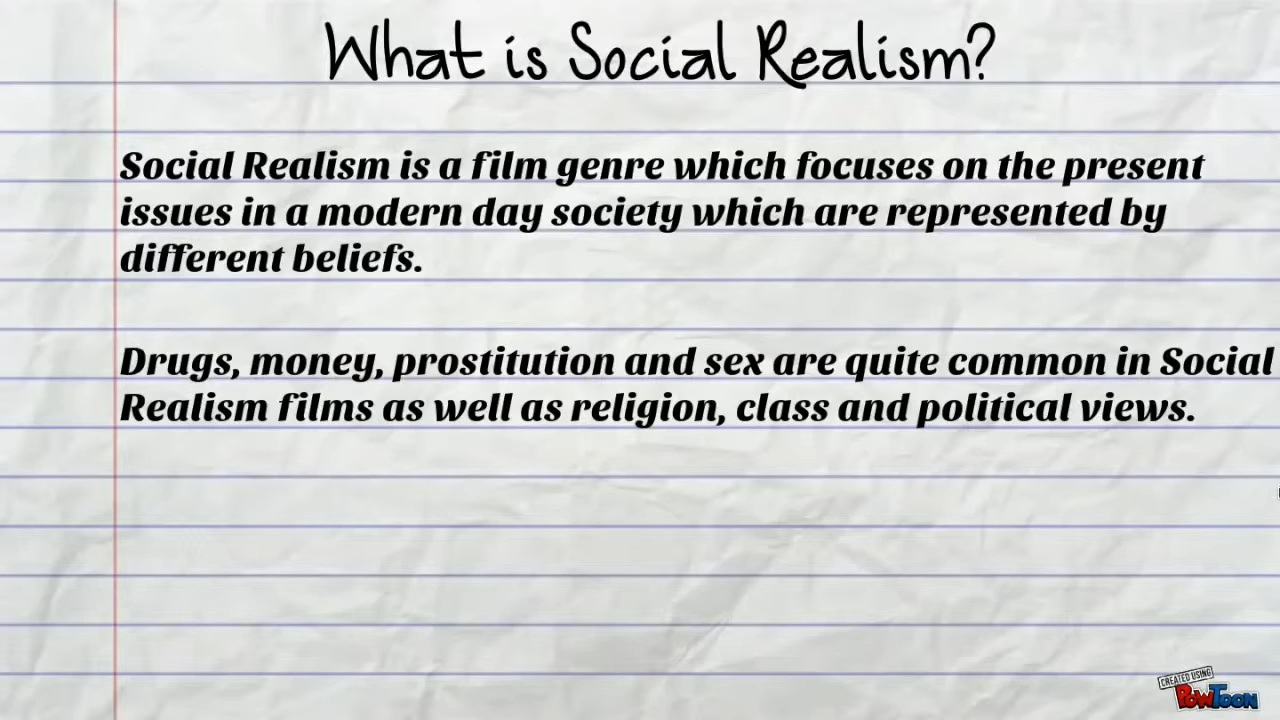 What is Social Realism?
Social Realism is a film genre which focuses on the present
issues in a modern day society which are represented by
different beliefs.
Drugs, money, prostitution and sex are quite common in Social
Realism films as well as religion, class and political views.
CREATED USING
POWTOON